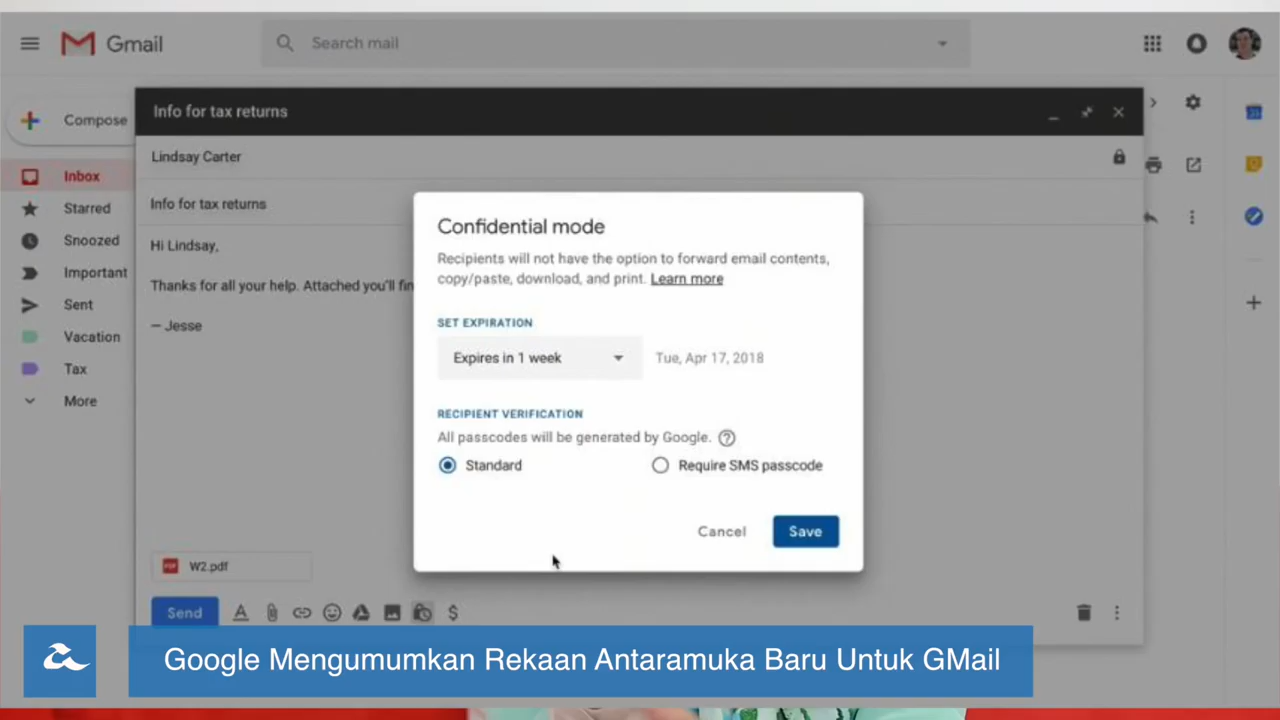 Gmail
Search mail
Compose
Info for tax returns
Lindsay Carter
Inbox
Starred
Info for tax returns
Snoozed
Hi Lindsay,
Important
Thanks for all your help. Attached you'll
Sent
– Jesse
Vacation
Tax
More
Confidential mode
Recipients will not have the option to forward email contents,
copy/paste, download, and print. Learn more
SET EXPIRATION
Expires in 1 week
Tue, Apr 17, 2018
RECIPIENT VERIFICATION
All passcodes will be generated by Google.
Standard
Require SMS passcode
Cancel
Save
PDF
W2.pdf
Send
Google Mengumumkan Rekaan Antaramuka Baru Untuk GMail